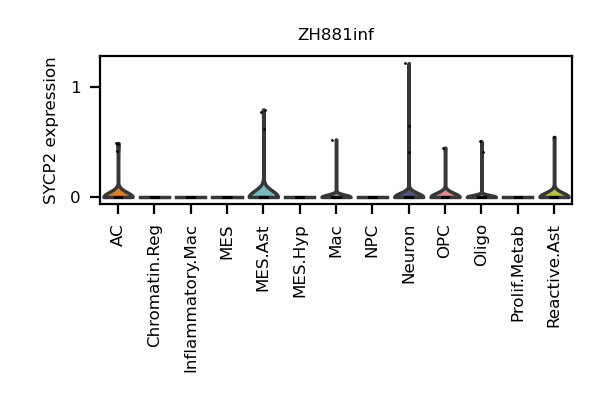 ZH881inf
SYCP2 expression
1
0
AC
Chromatin.Reg
Inflammatory.Mac
MES
MES.Ast
MES.Hyp
Mac
NPC
Neuron
OPC
Oligo
Prolif.Metab
Reactive.Ast